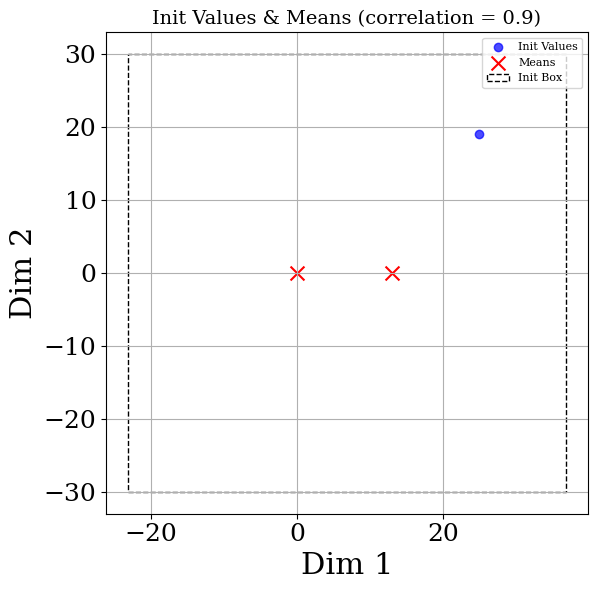 Init Values & Means (correlation = 0.9)
Init Values
Means
Init Box
30
20
10
0
−10
−20
−30
Dim 2
−20
0
20
Dim 1